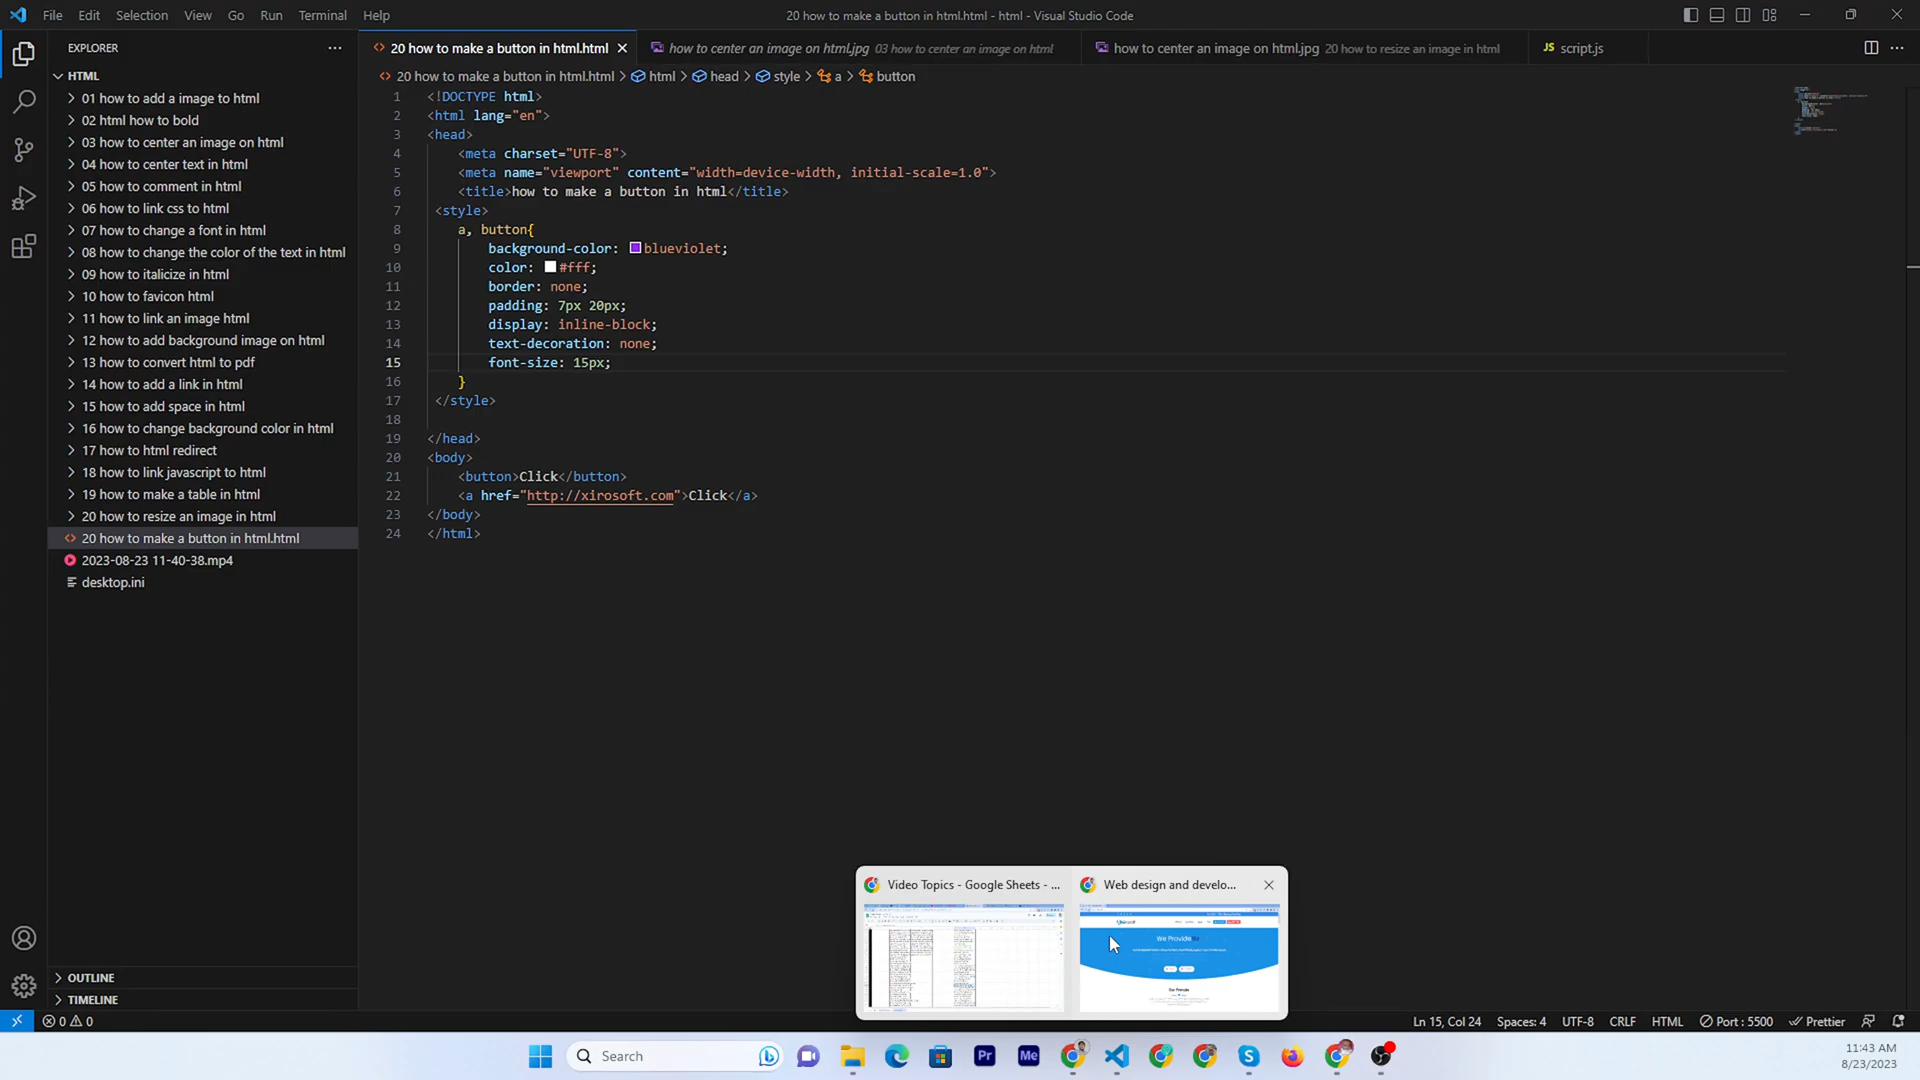 File Edit Selection View Go Run Terminal Help
20 how to make a button in html.html - html - Visual Studio Code
EXPLORER
20 how to make a button in html.html
how to center an image on html.jpg 03 how to center an image on html
how to center an image on html.jpg 20 how to resize an image in html
JS script.js
20 how to make a button in html.html > html > head > style > a > button
HTML
01 how to add a image to html
02 html how to bold
03 how to center an image on html
04 how to center text in html
05 how to comment in html
06 how to link css to html
07 how to change a font in html
08 how to change the color of the text in html
09 how to italicize in html
10 how to favicon html
11 how to link an image html
12 how to add background image on html
13 how to convert html to pdf
14 how to add a link in html
15 how to add space in html
16 how to change background color in html
17 how to html redirect
18 how to link javascript to html
19 how to make a table in html
20 how to resize an image in html
20 how to make a button in html.html
2023-08-23 11-40-38.mp4
desktop.ini
OUTLINE
TIMELINE
1 <!DOCTYPE html>
2 <html lang="en">
3 <head>
4 <meta charset="UTF-8">
5 <meta name="viewport" content="width=device-width, initial-scale=1.0">
6 <title>how to make a button in html</title>
7 <style>
8 a, button{
9 background-color: blueviolet;
10 color: #fff;
11 border: none;
12 padding: 7px 20px;
13 display: inline-block;
14 text-decoration: none;
15 font-size: 15px;
16 }
17 </style>
18
19 </head>
20 <body>
21 <button>Click</button>
22 <a href="http://xirosoft.com">Click</a>
23 </body>
24 </html>
Video Topics - Google Sheets - ...
Web design and develo...
We Provide
Our Provide
0 0
Ln 15, Col 24 Spaces: 4 UTF-8 CRLF HTML Port : 5500 Prettier
Search
Pr
Me
11:43 AM
8/23/2023